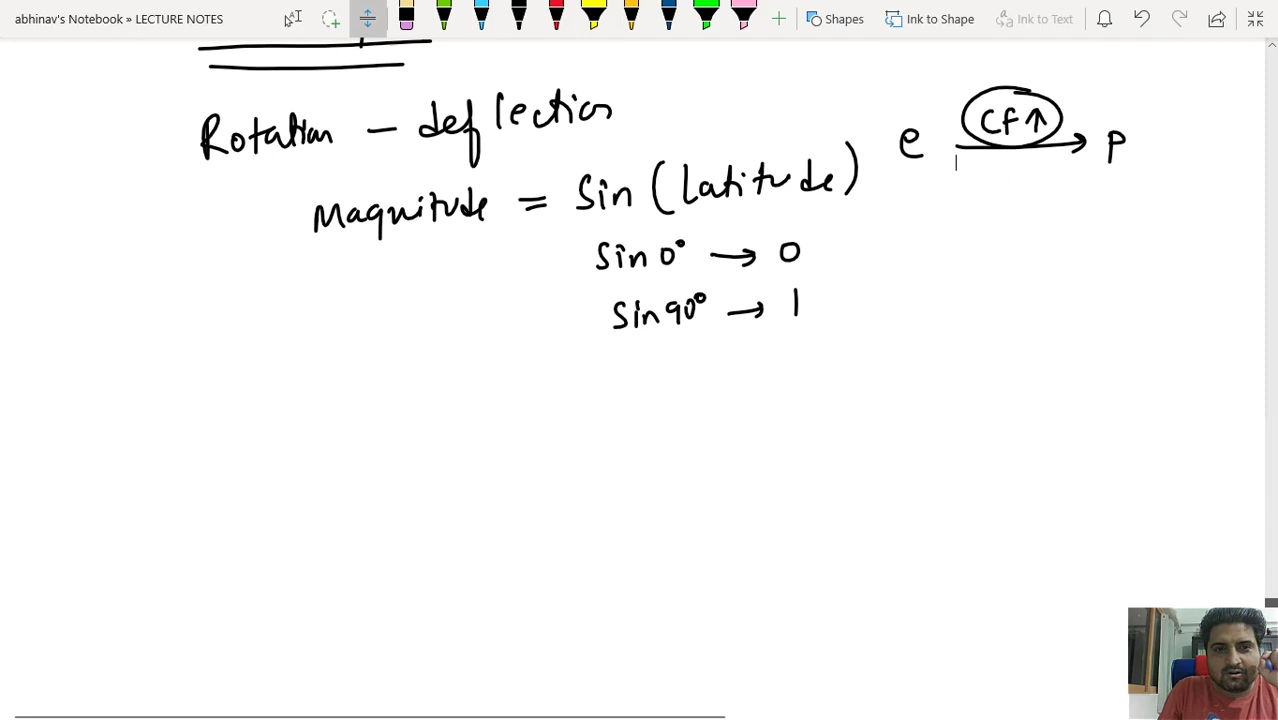 abhinav's Notebook » LECTURE NOTES
Shapes
Ink to Shape
Ink to Text
Rotation – deflection
Magnitude = Sin (latitude)
Sin 0° → 0
Sin 90° → 1
e CF↑ → P